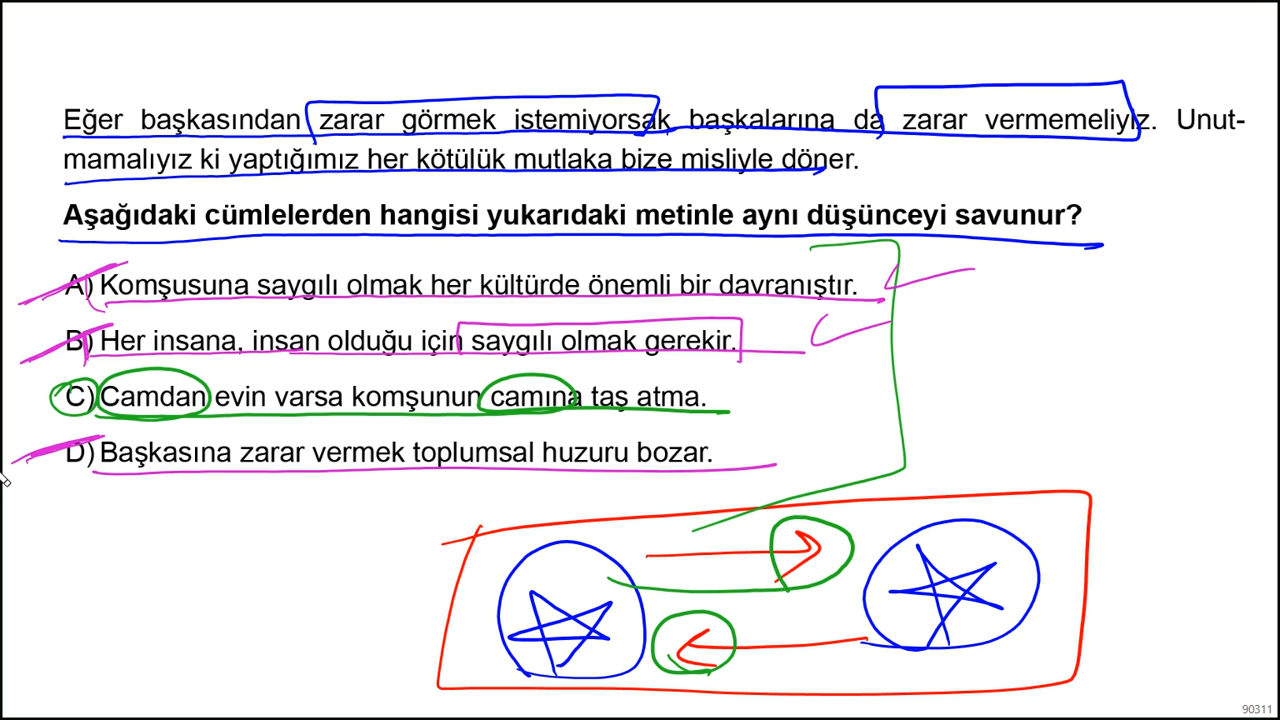 Eğer başkasından zarar görmek istemiyorsak başkalarına da zarar vermemeliyiz. Unut-
mamalıyız ki yaptığımız her kötülük mutlaka bize misliyle döner.
Aşağıdaki cümlelerden hangisi yukarıdaki metinle aynı düşünceyi savunur?
A) Komşusuna saygılı olmak her kültürde önemli bir davranıştır.
B) Her insana, insan olduğu için saygılı olmak gerekir.
C) Camdan evin varsa komşunun camına taş atma.
D) Başkasına zarar vermek toplumsal huzuru bozar.
90311